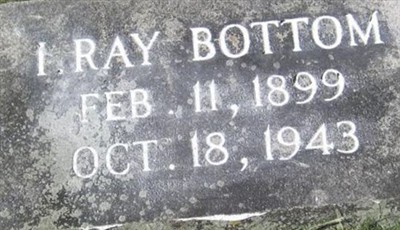 I. RAY BOTTOM
FEB. 11, 1899
OCT. 18, 1943